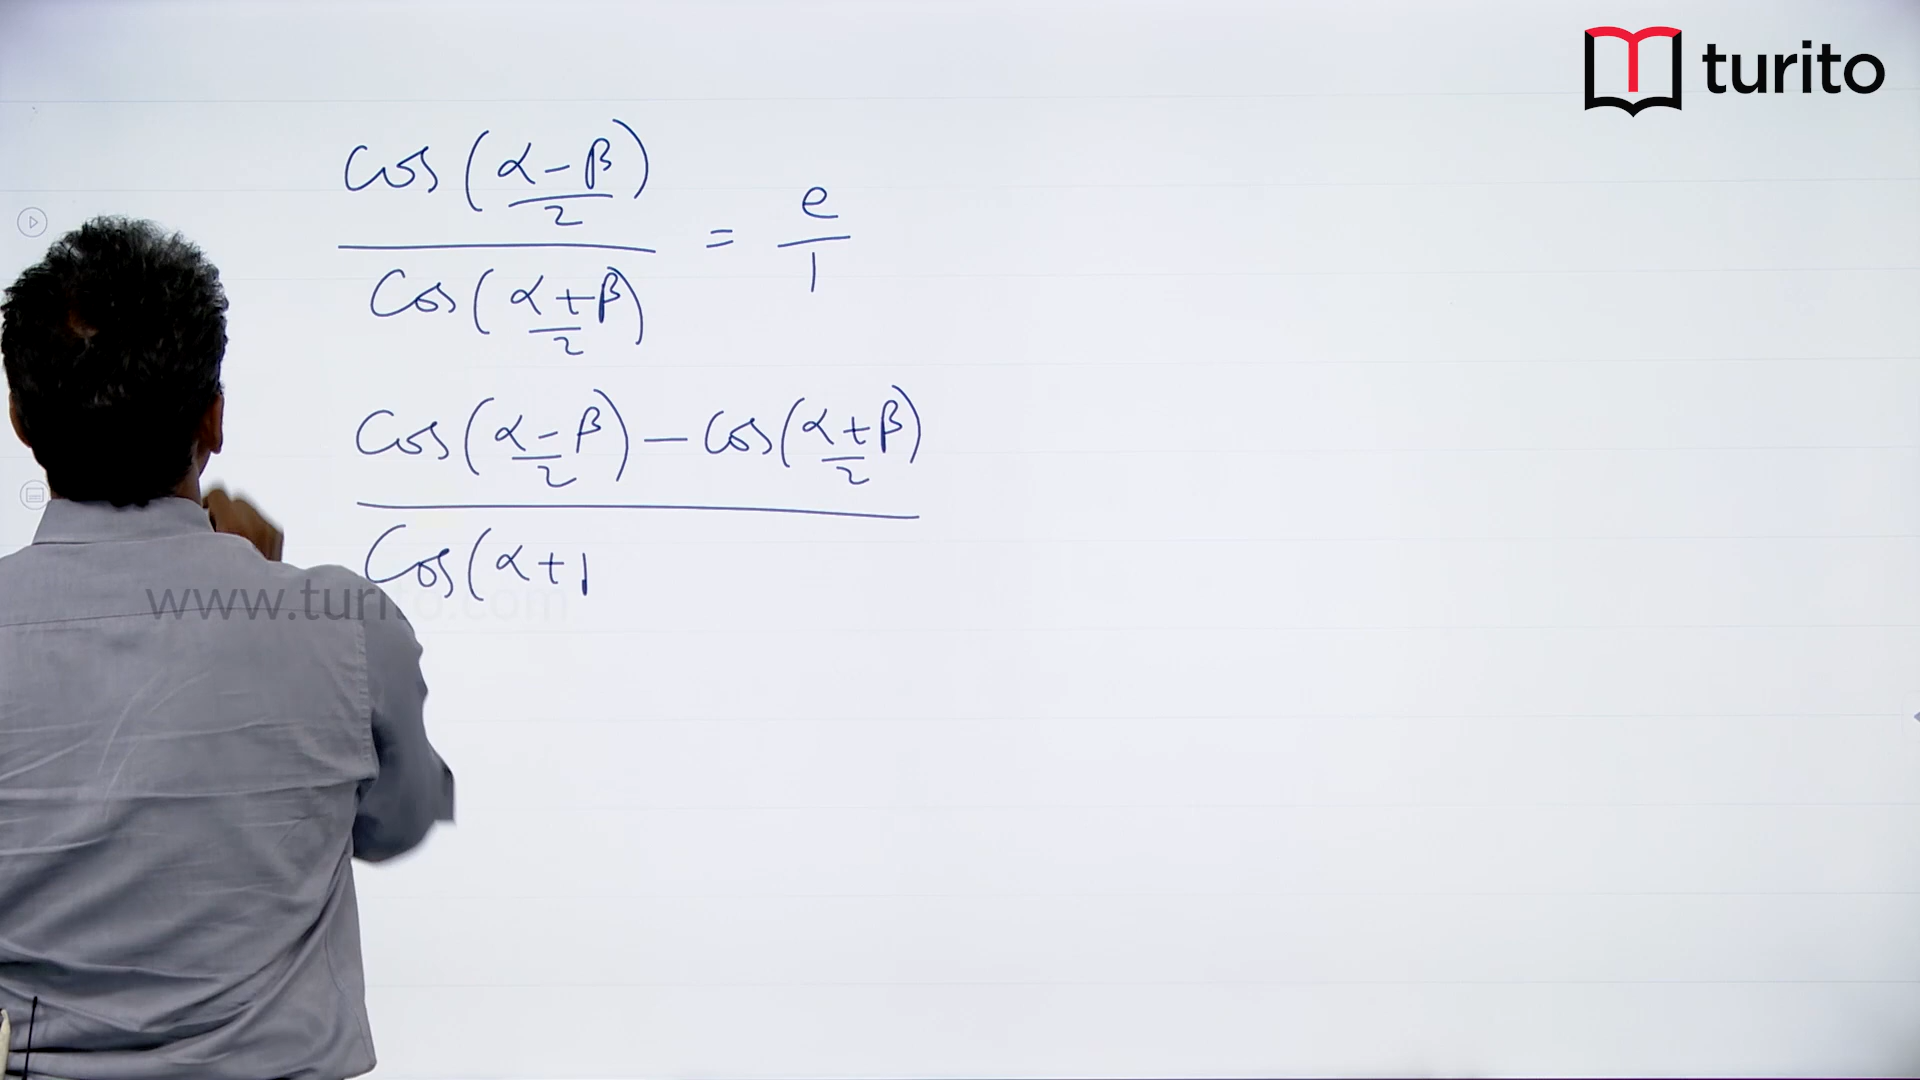 turito
cos(α-β/2)/cos(α+β/2) = e/1
cos(α-β/2) - cos(α+β/2)
cos(α+
www.turito.com